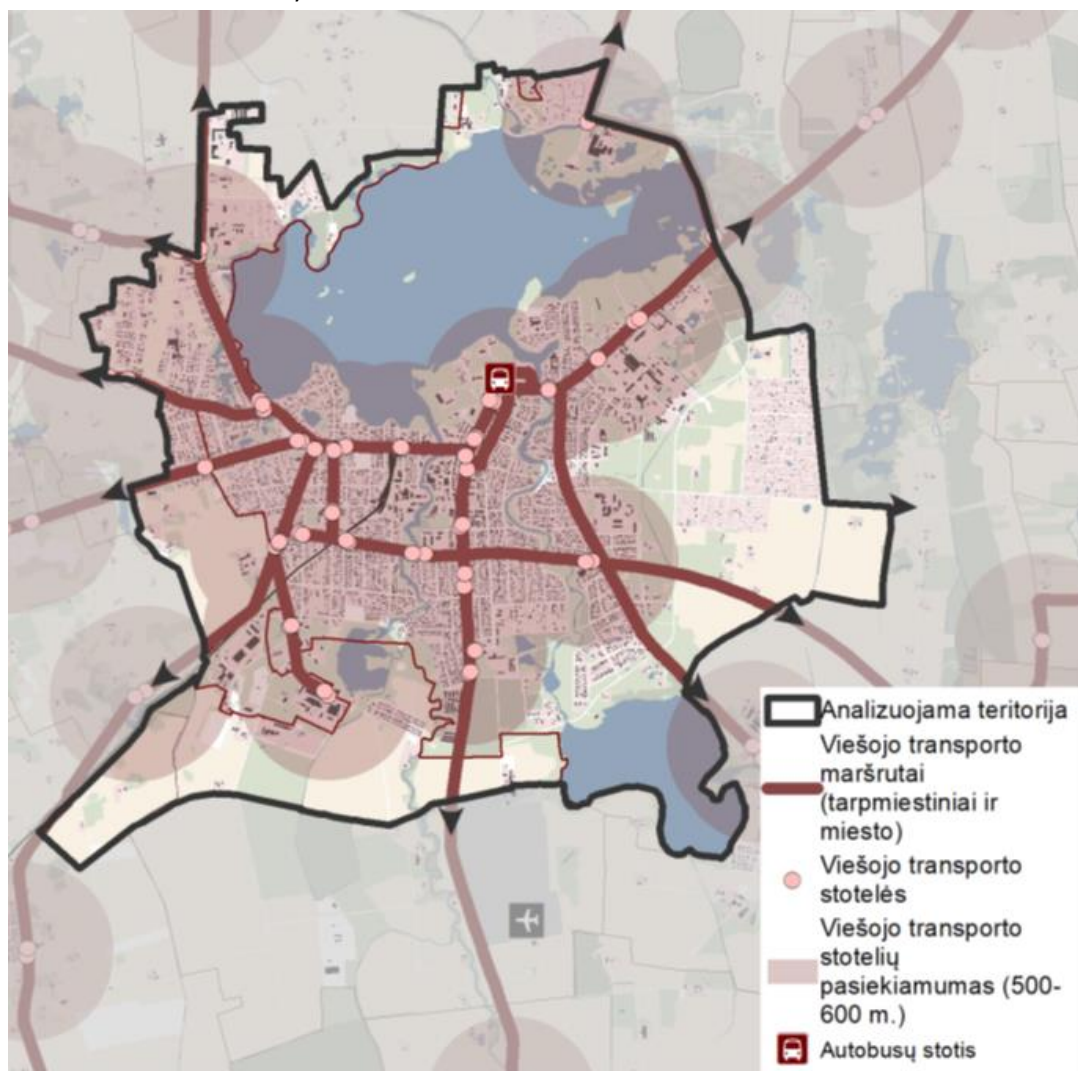 Analizuojama teritorija
Viešojo transporto
maršrutai
(tarpmiestiniai ir
miesto)
Viešojo transporto
stotelės
Viešojo transporto
stotelių
pasiekiamumas (500-
600 m.)
Autobusų stotis